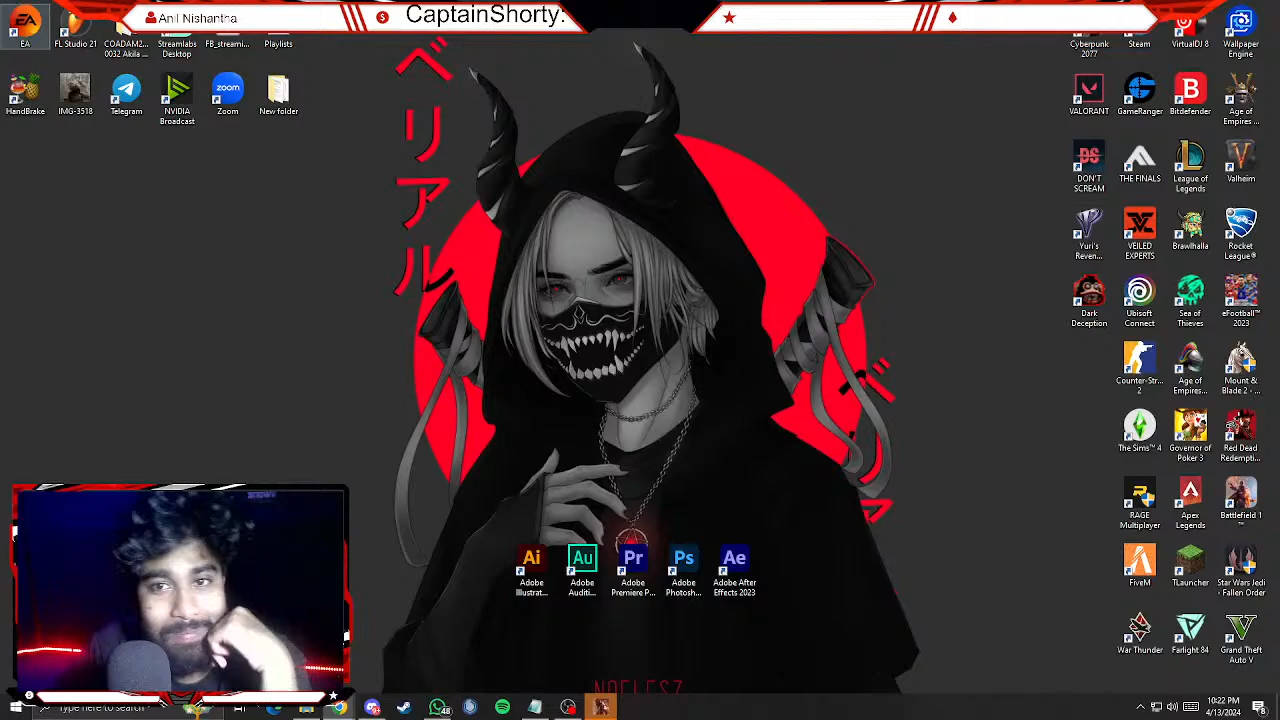 Anil Nishantha
CaptainShorty:
EA
FL Studio 21
COADAM2...
0032 Akila ...
Streamlabs
Desktop
FB_streami...
Playlists
Cyberpunk
2077
Steam
VirtualDJ 8
Wallpaper
Engine
HandBrake
IMG-3518
Telegram
NVIDIA
Broadcast
zoom
Zoom
New folder
VALORANT
GameRanger
B
Bitdefender
Age of
Empires ...
ベリアル
DS
DON'T
SCREAM
THE FINALS
League of
Legends
Valheim
Yuri's
Reven...
VEILED
EXPERTS
Brawlhalla
Rocket
League®
Dark
Deception
Ubisoft
Connect
Sea of
Thieves
eFootball™
2023
Counter-Str...
2
Age of
Empires...
Mount &
Blade 2 -...
The Sims™ 4
Governor of
Poker 3
Red Dead
Redempti...
RAGE
Multiplayer
Apex
Legends
Battlefield 1
Ai
Adobe
Illustrat...
Au
Adobe
Auditi...
Pr
Adobe
Premiere P...
Ps
Adobe
Photosh...
Ae
Adobe After
Effects 2023
FiveM
TLauncher
Star Wars Jedi
Fallen Order
War Thunder
Farlight 84
Grand Theft
Auto V
NOFLESZ
Type here to search
48
10:22 PM
4/13/2024